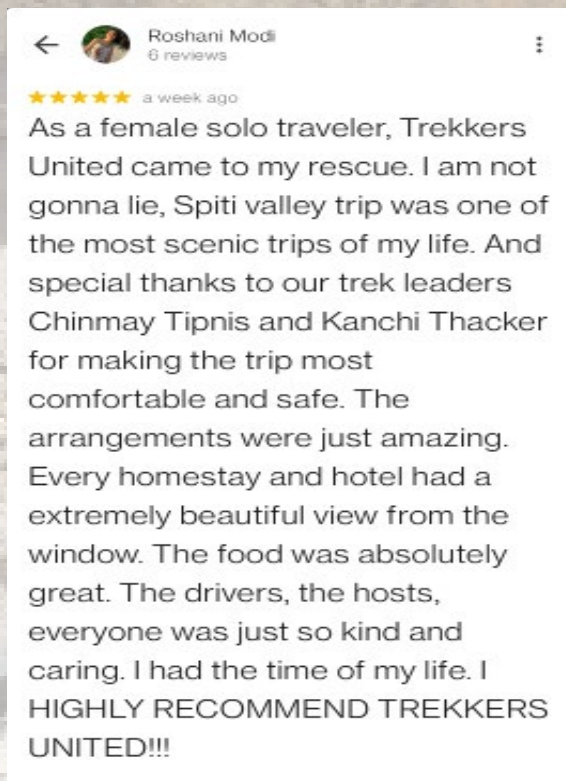 Roshani Modi
6 reviews
a week ago
As a female solo traveler, Trekkers
United came to my rescue. I am not
gonna lie, Spiti valley trip was one of
the most scenic trips of my life. And
special thanks to our trek leaders
Chinmay Tipnis and Kanchi Thacker
for making the trip most
comfortable and safe. The
arrangements were just amazing.
Every homestay and hotel had a
extremely beautiful view from the
window. The food was absolutely
great. The drivers, the hosts,
everyone was just so kind and
caring. I had the time of my life. I
HIGHLY RECOMMEND TREKKERS
UNITED!!!